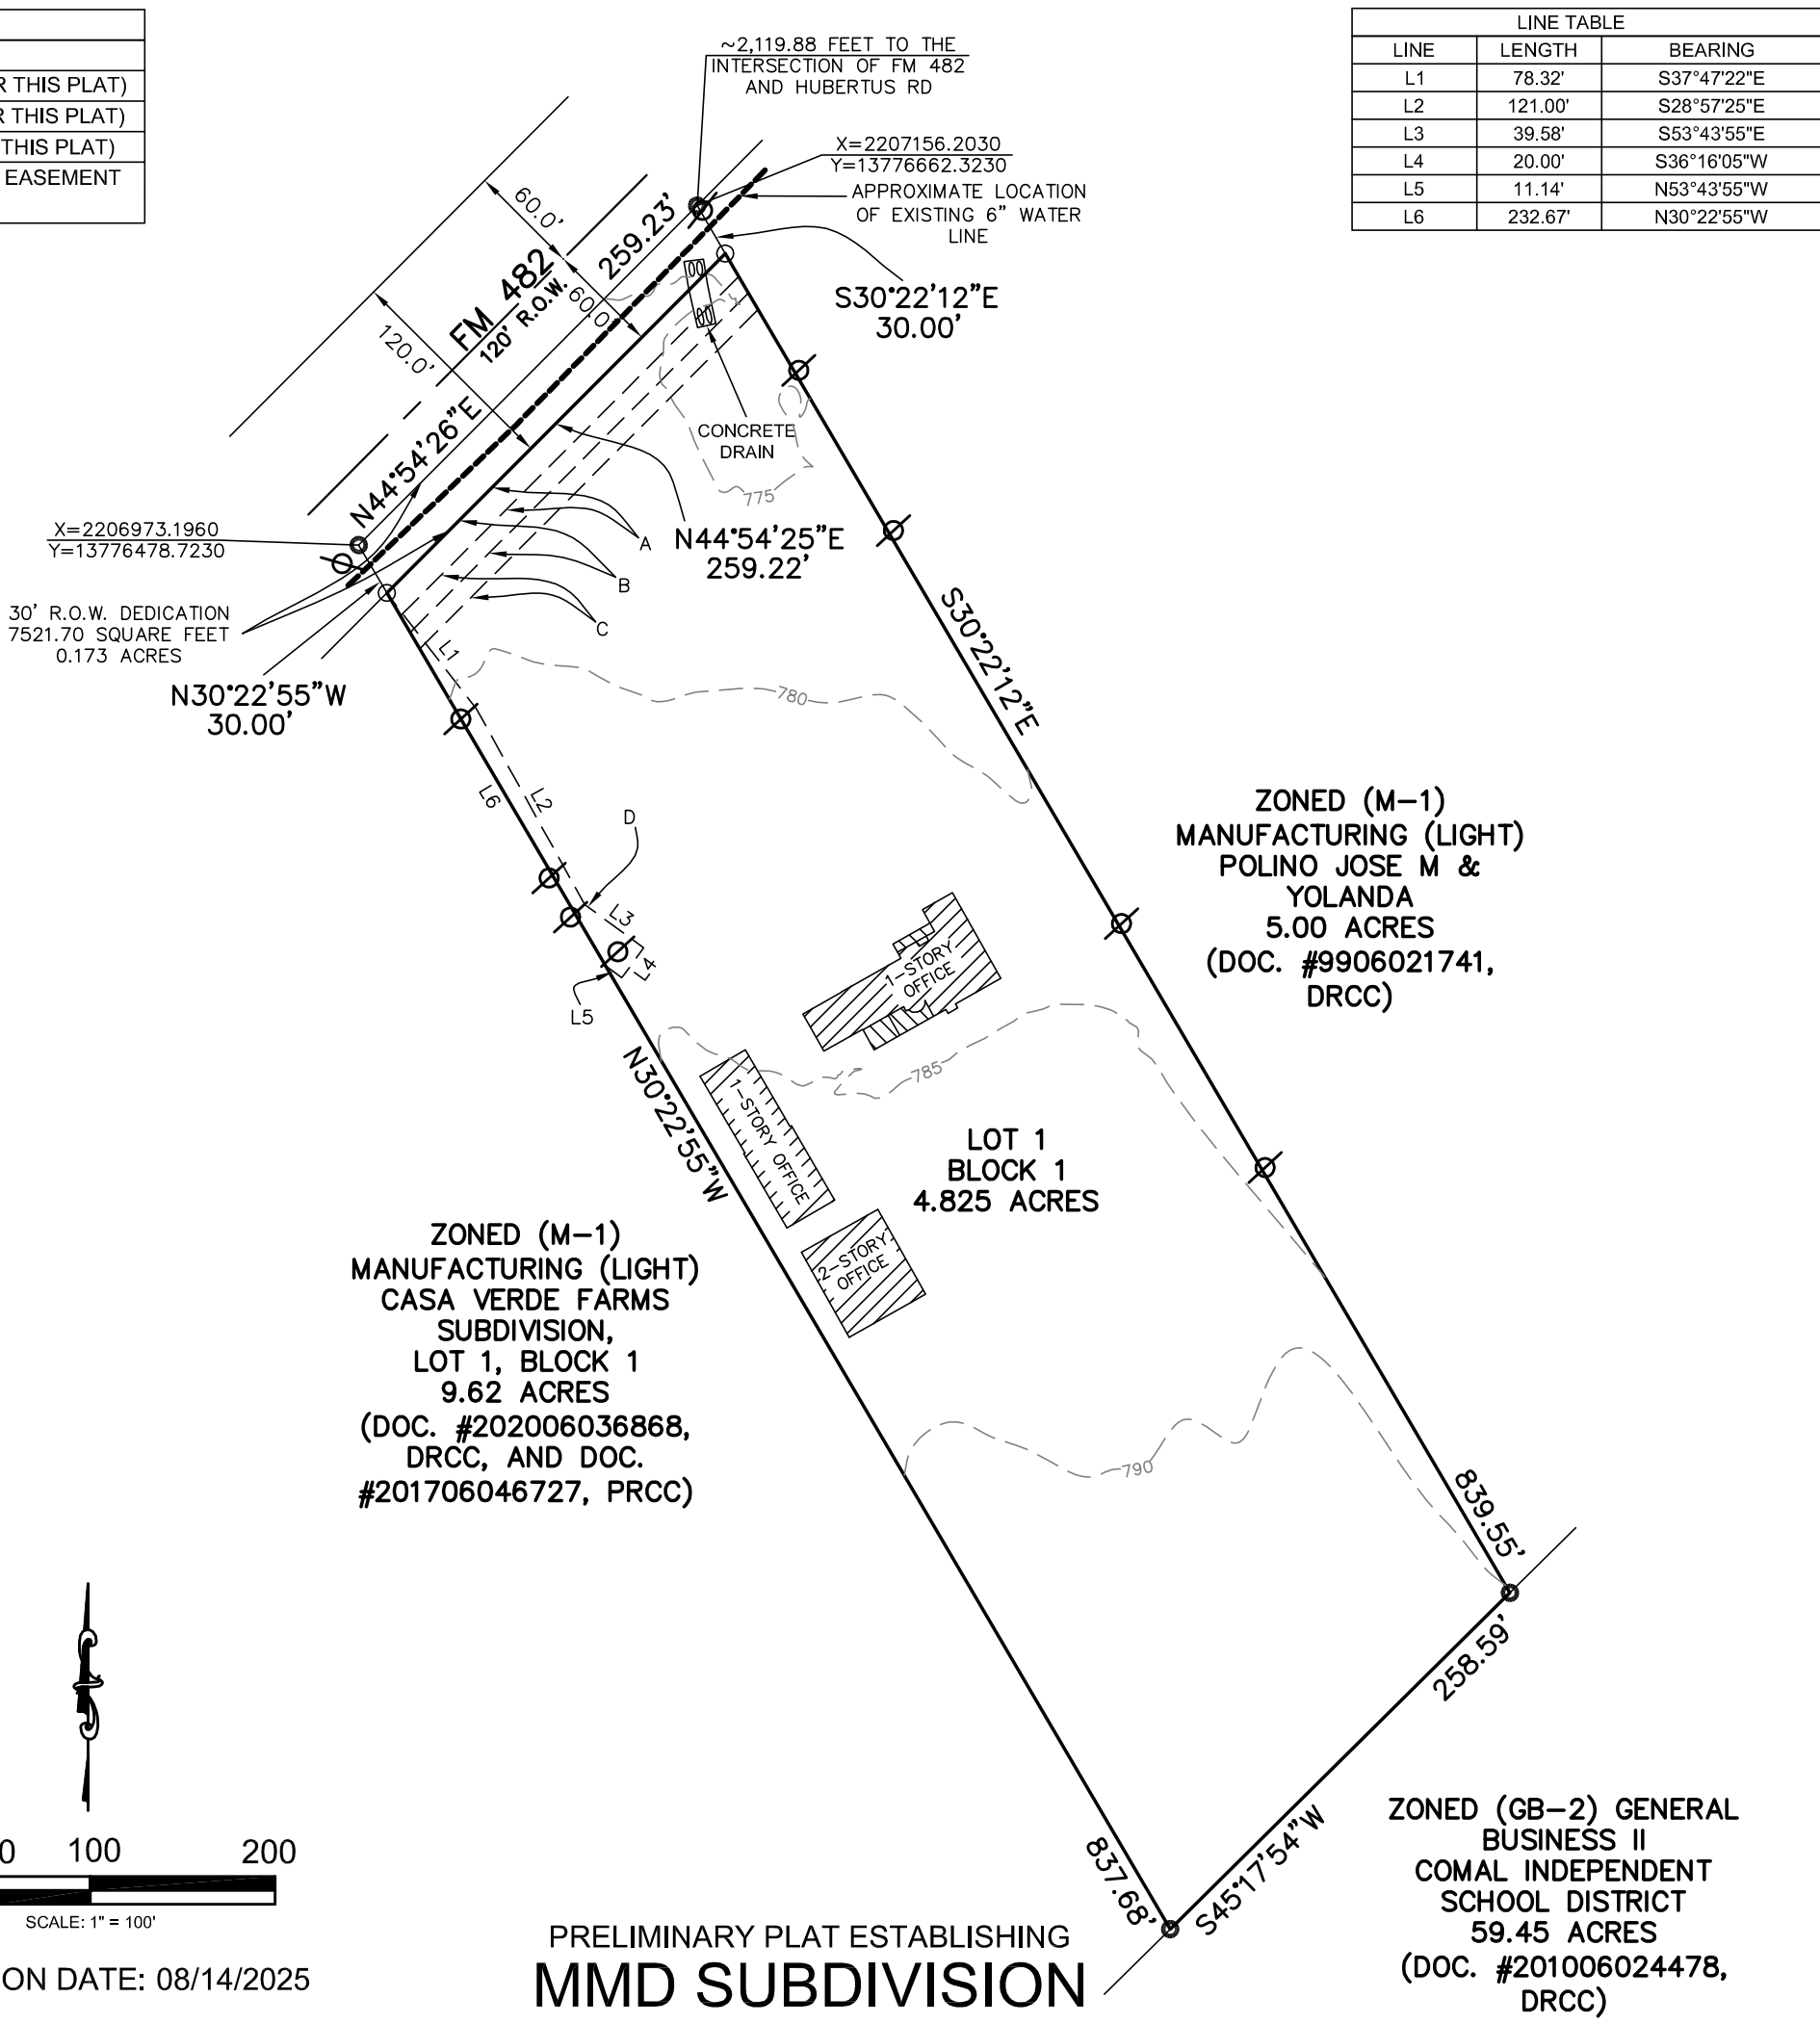 R THIS PLAT)
R THIS PLAT)
THIS PLAT)
EASEMENT
~2,119.88 FEET TO THE
INTERSECTION OF FM 482
AND HUBERTUS RD
LINE TABLE
LINE LENGTH BEARING
L1 78.32' S37°47'22"E
L2 121.00' S28°57'25"E
L3 39.58' S53°43'55"E
L4 20.00' S36°16'05"W
L5 11.14' N53°43'55"W
L6 232.67' N30°22'55"W
X=2207156.2030
Y=13776662.3230
APPROXIMATE LOCATION
OF EXISTING 6" WATER
LINE
60.0'
259.23'
FM 482
120' R.O.W.
60.0'
120.0'
S30°22'12"E
30.00'
N44°54'26"E
CONCRETE
DRAIN
775
X=2206973.1960
Y=13776478.7230
N44°54'25"E
259.22'
A
B
C
30' R.O.W. DEDICATION
7521.70 SQUARE FEET
0.173 ACRES
N30°22'55"W
30.00'
L1
780
S30°22'12"E
L6
L2
D
L3
L4
L5
ZONED (M-1)
MANUFACTURING (LIGHT)
POLINO JOSE M &
YOLANDA
5.00 ACRES
(DOC. #9906021741,
DRCC)
1-STORY
OFFICE
N30°22'55"W
785
1-STORY OFFICE
LOT 1
BLOCK 1
4.825 ACRES
2-STORY
OFFICE
ZONED (M-1)
MANUFACTURING (LIGHT)
CASA VERDE FARMS
SUBDIVISION,
LOT 1, BLOCK 1
9.62 ACRES
(DOC. #202006036868,
DRCC, AND DOC.
#201706046727, PRCC)
790
839.55'
258.59'
837.68'
S45°17'54"W
ZONED (GB-2) GENERAL
BUSINESS II
COMAL INDEPENDENT
SCHOOL DISTRICT
59.45 ACRES
(DOC. #201006024478,
DRCC)
0 100 200
SCALE: 1" = 100'
ON DATE: 08/14/2025
PRELIMINARY PLAT ESTABLISHING
MMD SUBDIVISION